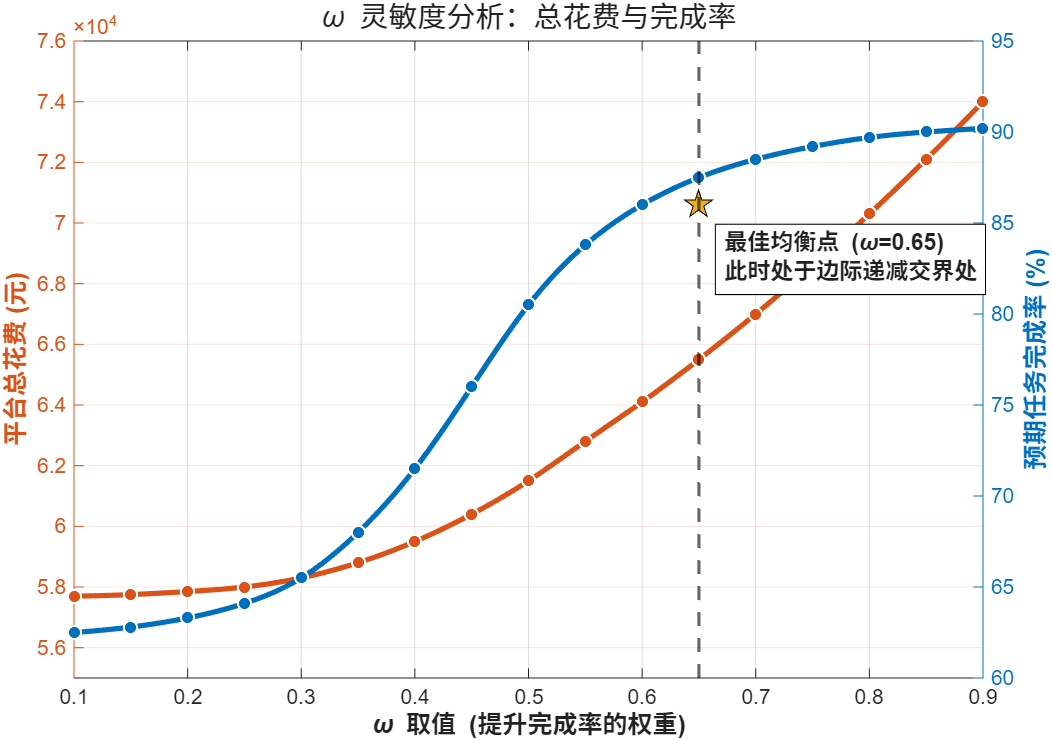 ω 灵敏度分析：总花费与完成率
×10⁴
7.6
7.4
7.2
7
6.8
6.6
6.4
6.2
6
5.8
5.6
平台总花费 (元)
95
90
85
80
75
70
65
60
预期任务完成率 (%)
最佳均衡点 (ω=0.65)
此时处于边际递减交界处
0.1 0.2 0.3 0.4 0.5 0.6 0.7 0.8 0.9
ω 取值 (提升完成率的权重)